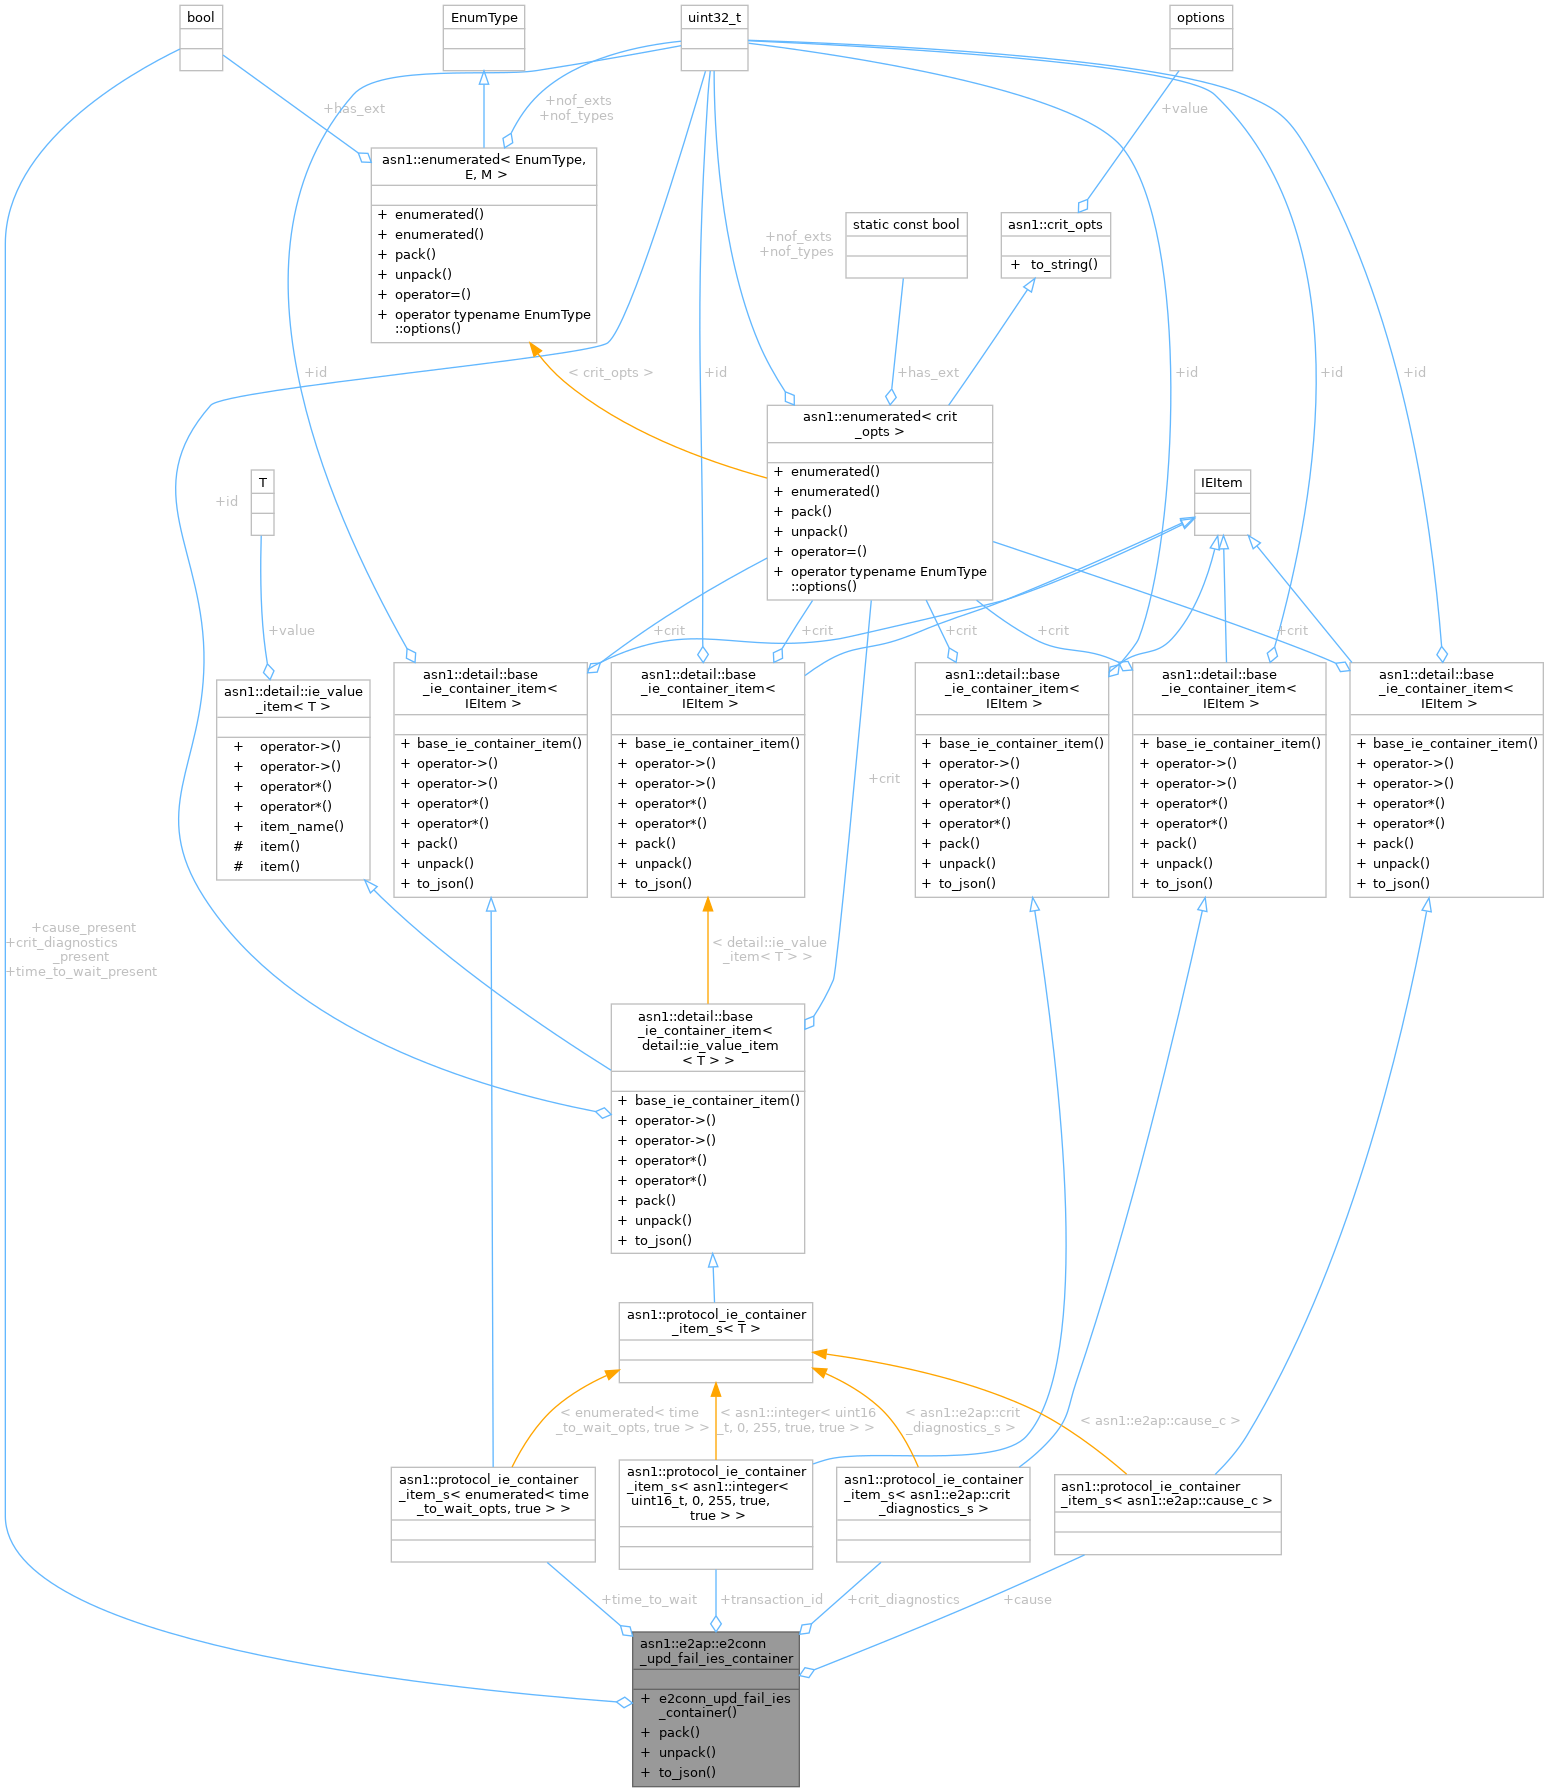 bool
EnumType
uint32_t
options
+has_ext
+nof_exts
+nof_types
+value
asn1::enumerated< EnumType,
E, M >
+ enumerated()
+ enumerated()
+ pack()
+ unpack()
+ operator=()
+ operator typename EnumType
::options()
+nof_exts
+nof_types
static const bool
asn1::crit_opts
+ to_string()
+id
< crit_opts >
+id
+has_ext
+id
+id
+id
asn1::enumerated< crit
_opts >
+ enumerated()
+ enumerated()
+ pack()
+ unpack()
+ operator=()
+ operator typename EnumType
::options()
+id
T
IEItem
+value
+crit
+crit
+crit
+crit
+crit
asn1::detail::ie_value
_item< T >
+ operator->()
+ operator->()
+ operator*()
+ operator*()
+ item_name()
# item()
# item()
asn1::detail::base
_ie_container_item<
IEItem >
+ base_ie_container_item()
+ operator->()
+ operator->()
+ operator*()
+ operator*()
+ pack()
+ unpack()
+ to_json()
asn1::detail::base
_ie_container_item<
IEItem >
+ base_ie_container_item()
+ operator->()
+ operator->()
+ operator*()
+ operator*()
+ pack()
+ unpack()
+ to_json()
+crit
asn1::detail::base
_ie_container_item<
IEItem >
+ base_ie_container_item()
+ operator->()
+ operator->()
+ operator*()
+ operator*()
+ pack()
+ unpack()
+ to_json()
asn1::detail::base
_ie_container_item<
IEItem >
+ base_ie_container_item()
+ operator->()
+ operator->()
+ operator*()
+ operator*()
+ pack()
+ unpack()
+ to_json()
asn1::detail::base
_ie_container_item<
IEItem >
+ base_ie_container_item()
+ operator->()
+ operator->()
+ operator*()
+ operator*()
+ pack()
+ unpack()
+ to_json()
+cause_present
+crit_diagnostics
_present
+time_to_wait_present
< detail::ie_value
_item< T > >
asn1::detail::base
_ie_container_item<
detail::ie_value_item
< T > >
+ base_ie_container_item()
+ operator->()
+ operator->()
+ operator*()
+ operator*()
+ pack()
+ unpack()
+ to_json()
asn1::protocol_ie_container
_item_s< T >
< enumerated< time
_to_wait_opts, true > >
< asn1::integer< uint16
_t, 0, 255, true, true > >
< asn1::e2ap::crit
_diagnostics_s >
< asn1::e2ap::cause_c >
asn1::protocol_ie_container
_item_s< enumerated< time
_to_wait_opts, true > >
asn1::protocol_ie_container
_item_s< asn1::integer<
uint16_t, 0, 255, true,
true > >
asn1::protocol_ie_container
_item_s< asn1::e2ap::crit
_diagnostics_s >
asn1::protocol_ie_container
_item_s< asn1::e2ap::cause_c >
+time_to_wait
+transaction_id
+crit_diagnostics
+cause
asn1::e2ap::e2conn
_upd_fail_ies_container
+ e2conn_upd_fail_ies
_container()
+ pack()
+ unpack()
+ to_json()